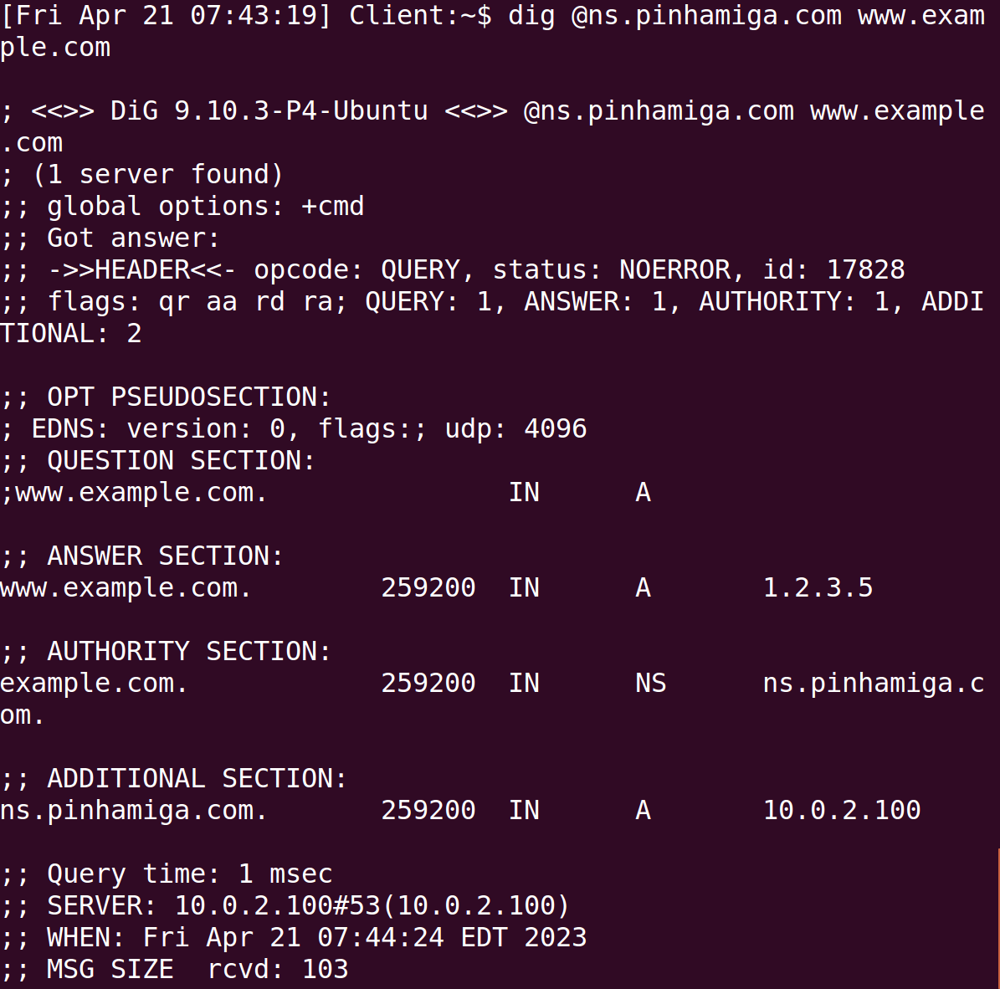 [Fri Apr 21 07:43:19] Client:~$ dig @ns.pinhamiga.com www.exam
ple.com

; <<>> DiG 9.10.3-P4-Ubuntu <<>> @ns.pinhamiga.com www.example
.com
; (1 server found)
;; global options: +cmd
;; Got answer:
;; ->>HEADER<<- opcode: QUERY, status: NOERROR, id: 17828
;; flags: qr aa rd ra; QUERY: 1, ANSWER: 1, AUTHORITY: 1, ADDI
TIONAL: 2

;; OPT PSEUDOSECTION:
; EDNS: version: 0, flags:; udp: 4096
;; QUESTION SECTION:
;www.example.com.               IN      A

;; ANSWER SECTION:
www.example.com.        259200  IN      A       1.2.3.5

;; AUTHORITY SECTION:
example.com.            259200  IN      NS      ns.pinhamiga.c
om.

;; ADDITIONAL SECTION:
ns.pinhamiga.com.       259200  IN      A       10.0.2.100

;; Query time: 1 msec
;; SERVER: 10.0.2.100#53(10.0.2.100)
;; WHEN: Fri Apr 21 07:44:24 EDT 2023
;; MSG SIZE  rcvd: 103